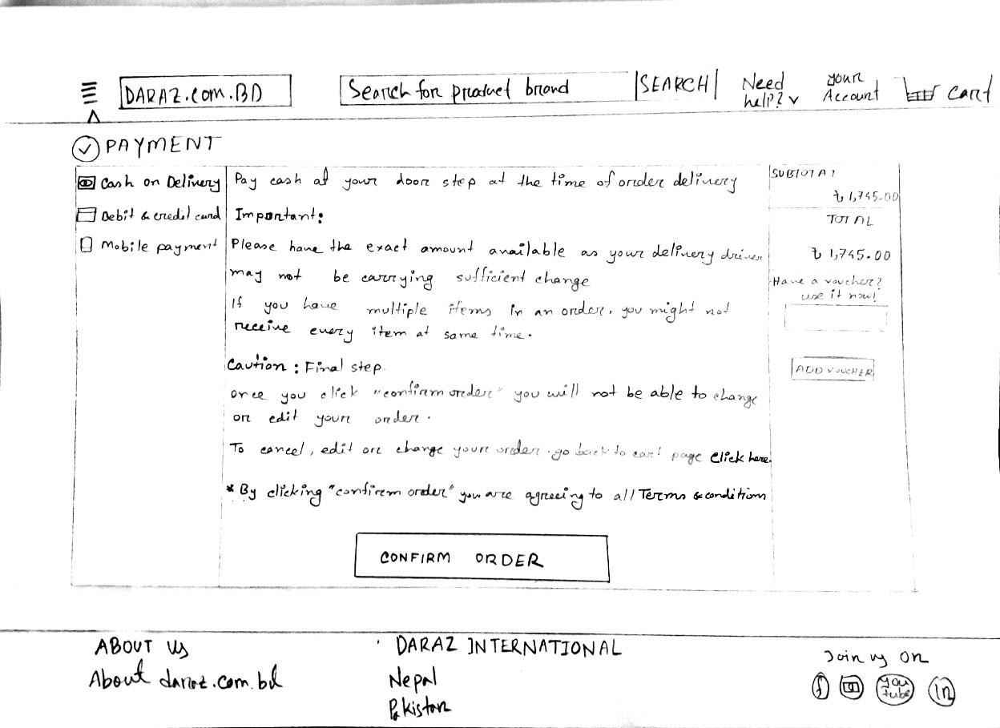 DARAZ.com.BD
Search for product brand
SEARCH
Need help? v
your Account
cart
PAYMENT
Cash on Delivery
Debit & credit card
Mobile payment
Pay cash at your door step at the time of order delivery
Important:
Please have the exact amount available as your delivery driver
may not be carrying sufficient change
If you have multiple items in an order, you might not
receive every item at same time.
Caution: Final step.
Once you click "confirm order" you will not be able to change
or edit your order.
To cancel, edit or change your order. go back to cart page Click here.
* By clicking "confirm order" you are agreeing to all Terms & condition
CONFIRM ORDER
SUBTOTAL
৳ 1,745.00
TOTAL
৳ 1,745.00
Have a voucher?
use it now!
ADD VOUCHER
ABOUT US
About daraz.com.bd
DARAZ INTERNATIONAL
Nepal
Pakistan
Join us on
f
You tube
in